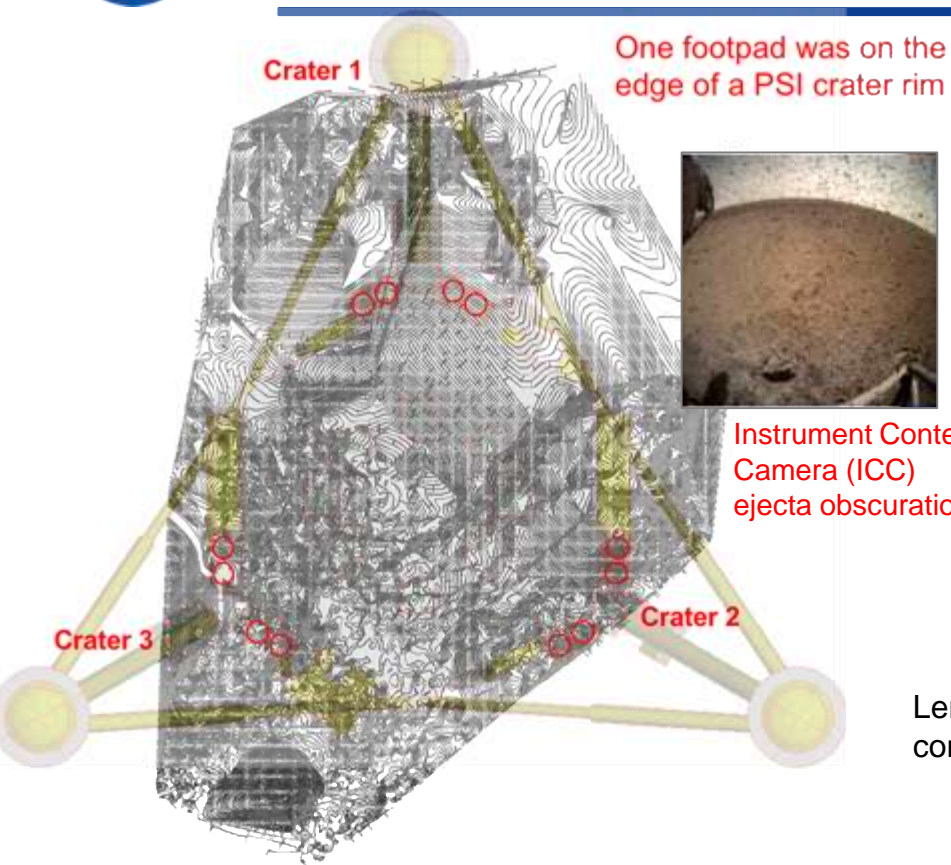 Crater 1
One footpad was on the
edge of a PSI crater rim
Instrument Conte
Camera (ICC)
ejecta obscuratio
Crater 2
Crater 3
Le
con